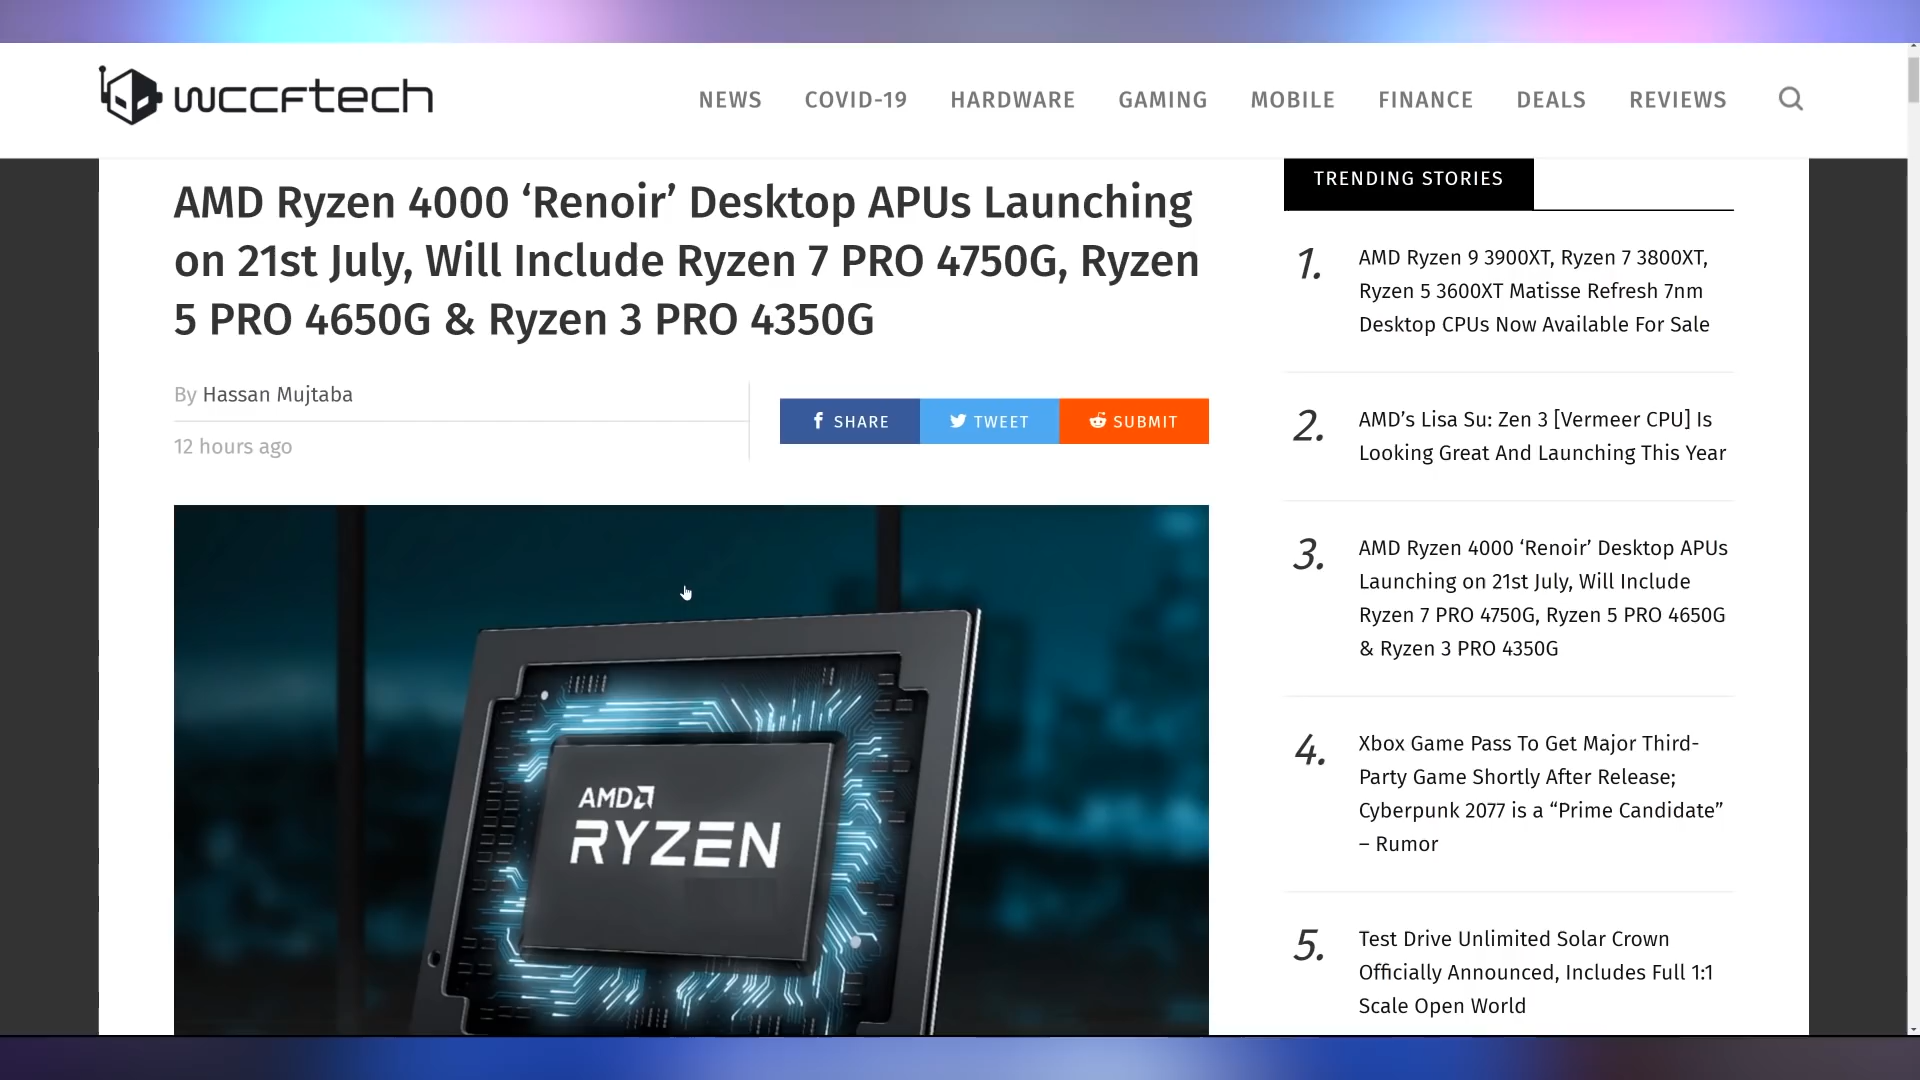 wccftech
NEWS COVID-19 HARDWARE GAMING MOBILE FINANCE DEALS REVIEWS
AMD Ryzen 4000 ‘Renoir’ Desktop APUs Launching
on 21st July, Will Include Ryzen 7 PRO 4750G, Ryzen
5 PRO 4650G & Ryzen 3 PRO 4350G
By Hassan Mujtaba
12 hours ago
SHARE TWEET SUBMIT
AMD
RYZEN
TRENDING STORIES
1.
AMD Ryzen 9 3900XT, Ryzen 7 3800XT,
Ryzen 5 3600XT Matisse Refresh 7nm
Desktop CPUs Now Available For Sale
2.
AMD’s Lisa Su: Zen 3 [Vermeer CPU] Is
Looking Great And Launching This Year
3.
AMD Ryzen 4000 ‘Renoir’ Desktop APUs
Launching on 21st July, Will Include
Ryzen 7 PRO 4750G, Ryzen 5 PRO 4650G
& Ryzen 3 PRO 4350G
4.
Xbox Game Pass To Get Major Third-
Party Game Shortly After Release;
Cyberpunk 2077 is a “Prime Candidate”
– Rumor
5.
Test Drive Unlimited Solar Crown
Officially Announced, Includes Full 1:1
Scale Open World